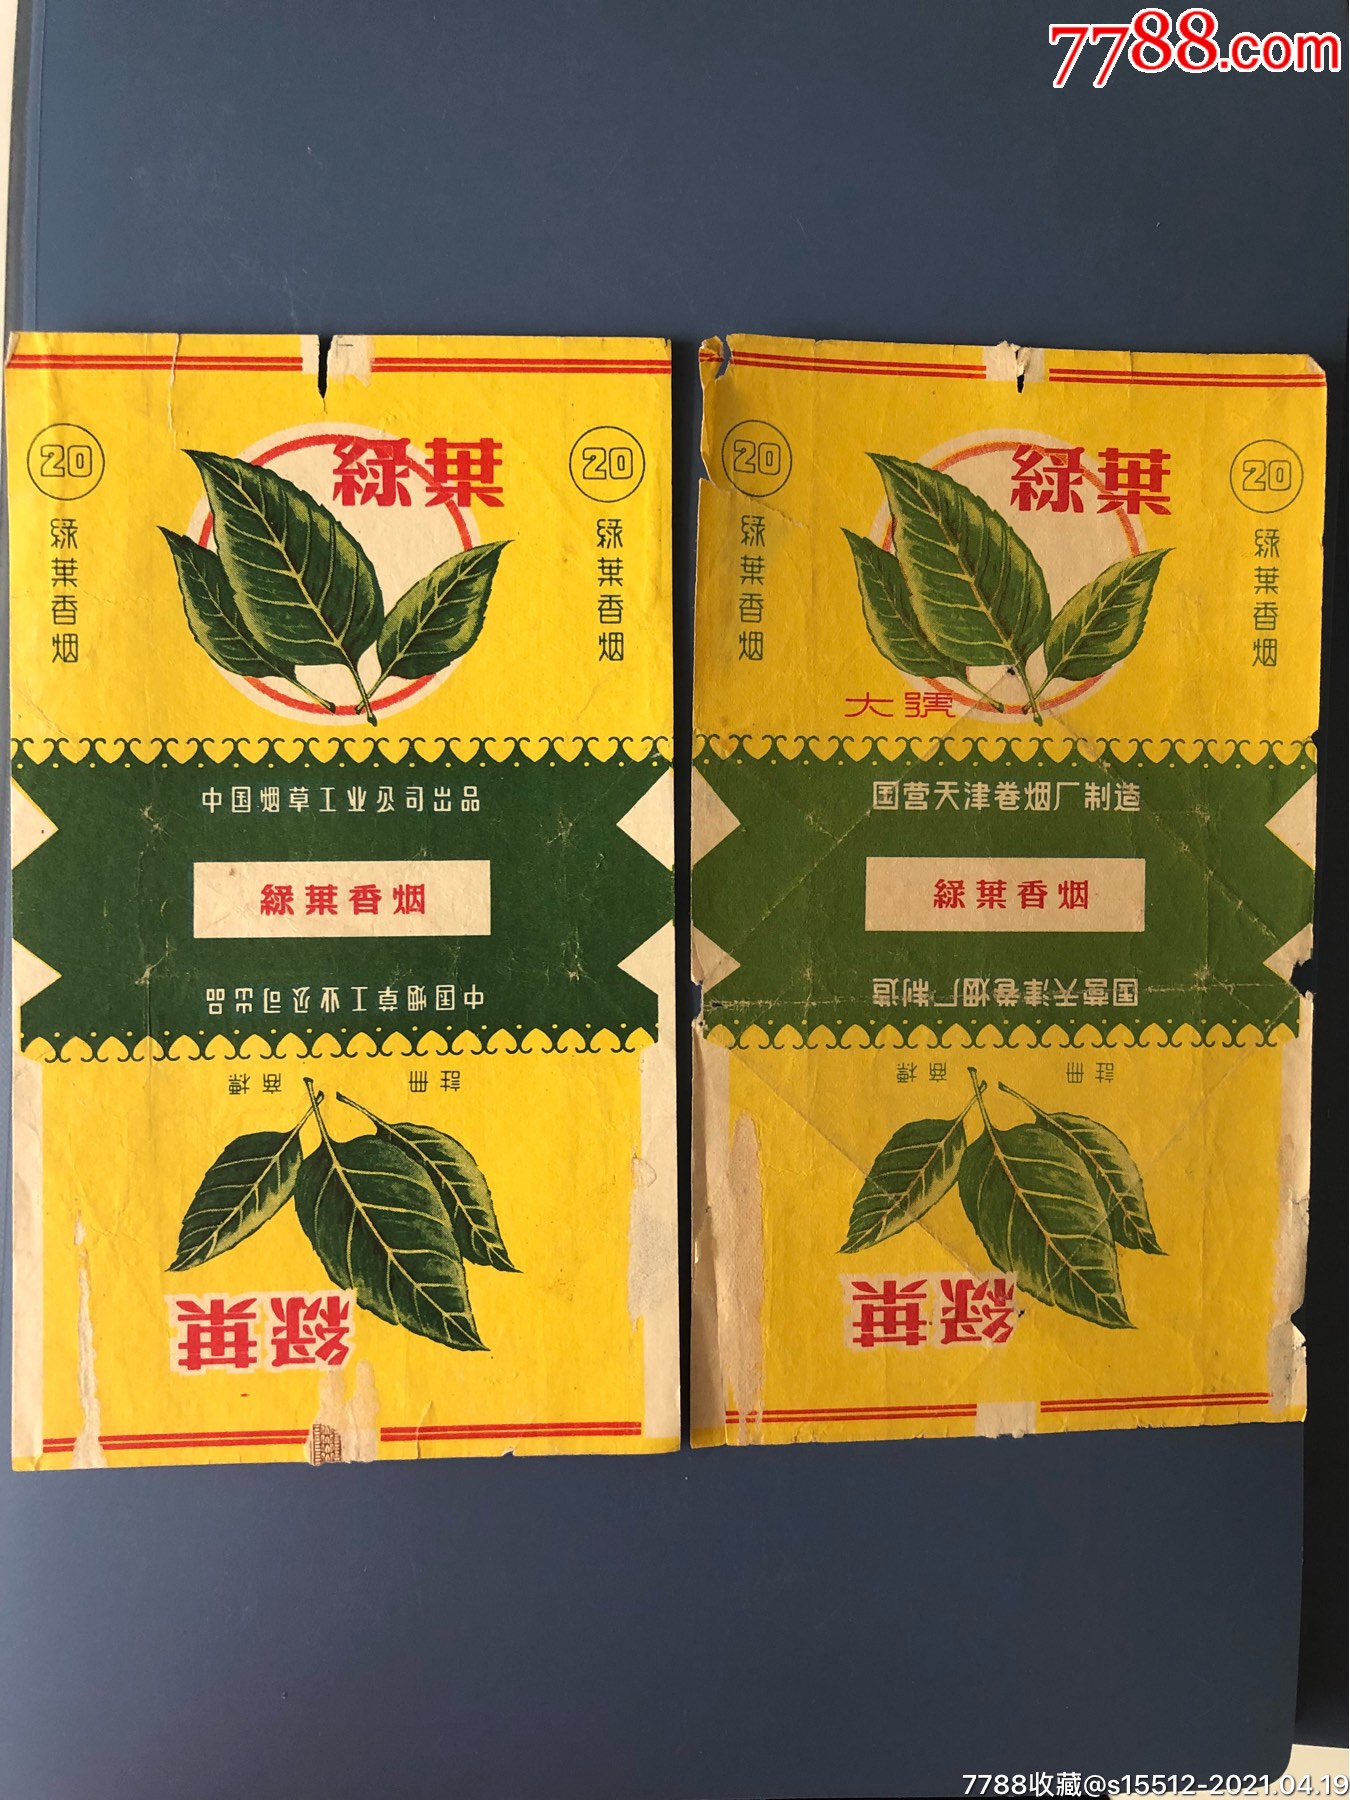 7788.com
20
綠葉
20
綠葉香烟
綠葉香烟
中国烟草工业公司出品
綠葉香烟
中国烟草工业公司出品
註冊 商標
綠葉
20
綠葉
20
綠葉香烟
綠葉香烟
大號
国营天津卷烟厂制造
綠葉香烟
国营天津卷烟厂制造
註冊 商標
綠葉
7788收藏@s15512-2021.04.19